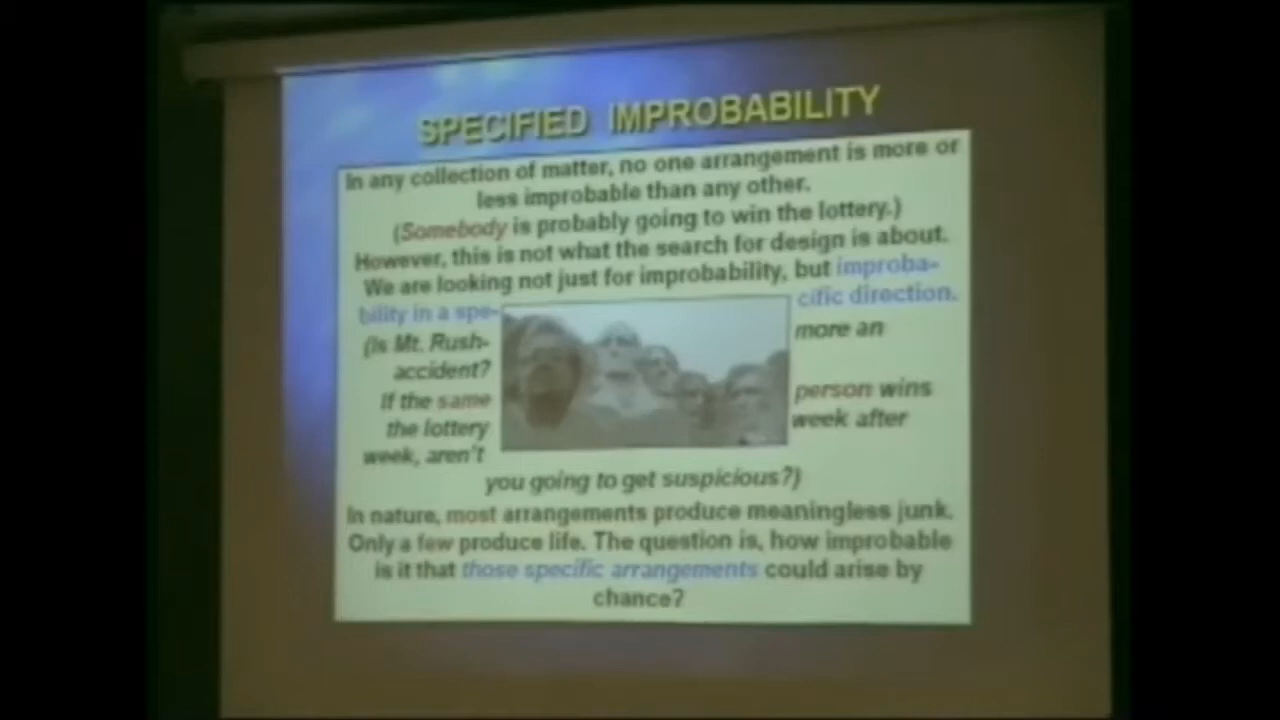 SPECIFIED IMPROBABILITY
In any collection of matter, no one arrangement is more or
less improbable than any other.
(Somebody is probably going to win the lottery.)
However, this is not what the search for design is about.
We are looking not just for improbability, but improba-
bility in a spe- cific direction.
(Is Mt. Rush- more an
accident?
If the same person wins
the lottery week after
week, aren't
you going to get suspicious?)
In nature, most arrangements produce meaningless junk.
Only a few produce life. The question is, how improbable
is it that those specific arrangements could arise by
chance?